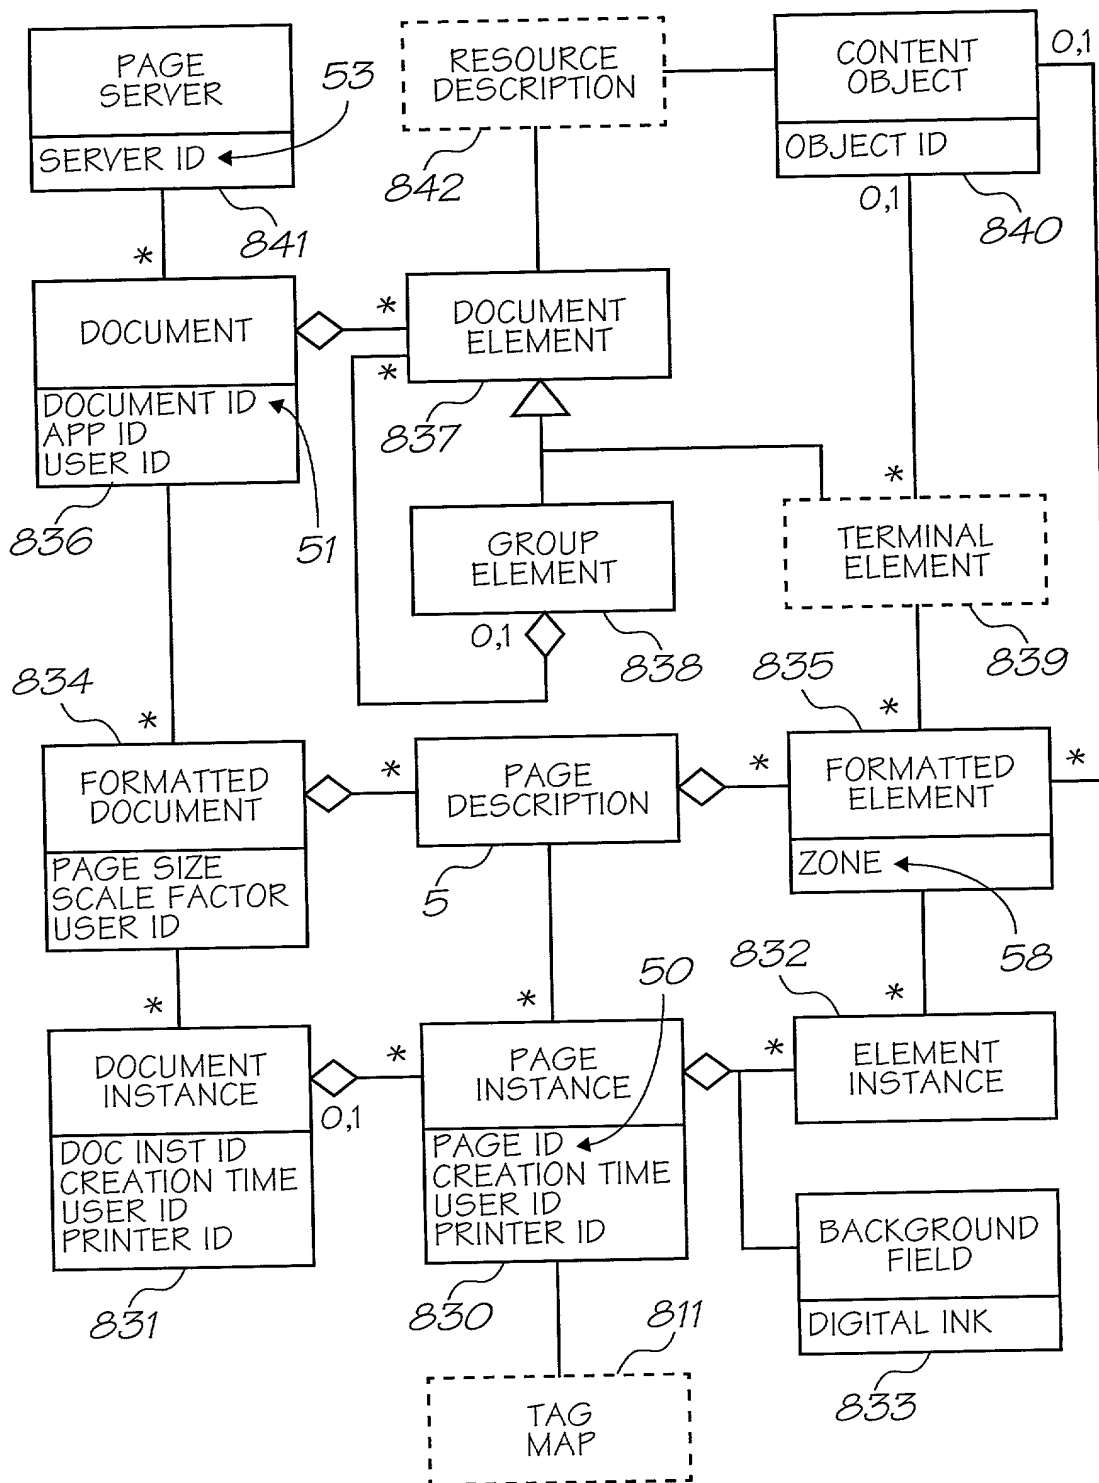 PAGE
SERVER
SERVER ID
53
841
RESOURCE
DESCRIPTION
842
CONTENT
OBJECT
OBJECT ID
0,1
0,1
840
*
DOCUMENT
DOCUMENT ID
APP ID
USER ID
836
51
*
*
DOCUMENT
ELEMENT
837
GROUP
ELEMENT
0,1
838
*
TERMINAL
ELEMENT
839
834
*
FORMATTED
DOCUMENT
PAGE SIZE
SCALE FACTOR
USER ID
*
PAGE
DESCRIPTION
5
835
*
*
*
FORMATTED
ELEMENT
ZONE
58
*
DOCUMENT
INSTANCE
0,1
DOC INST ID
CREATION TIME
USER ID
PRINTER ID
831
*
*
50
PAGE
INSTANCE
PAGE ID
CREATION TIME
USER ID
PRINTER ID
830
832
*
*
ELEMENT
INSTANCE
BACKGROUND
FIELD
DIGITAL INK
833
811
TAG
MAP